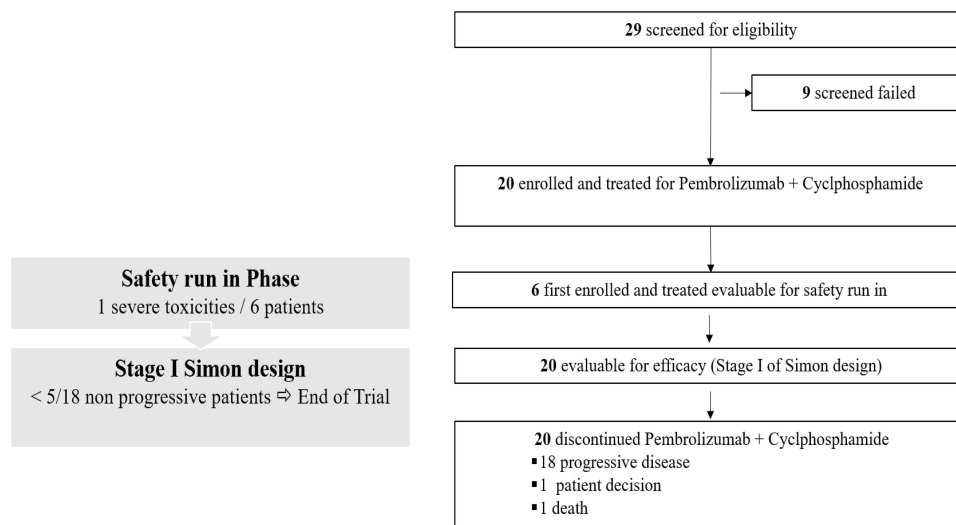 29 screened for eligibility
9 screened failed
20 enrolled and treated for Pembrolizumab + Cyclphosphamide
Safety run in Phase
1 severe toxicities / 6 patients
6 first enrolled and treated evaluable for safety run in
Stage I Simon design
< 5/18 non progressive patients ⇨ End of Trial
20 evaluable for efficacy (Stage I of Simon design)
20 discontinued Pembrolizumab + Cyclphosphamide
▪ 18 progressive disease
▪ 1 patient decision
▪ 1 death